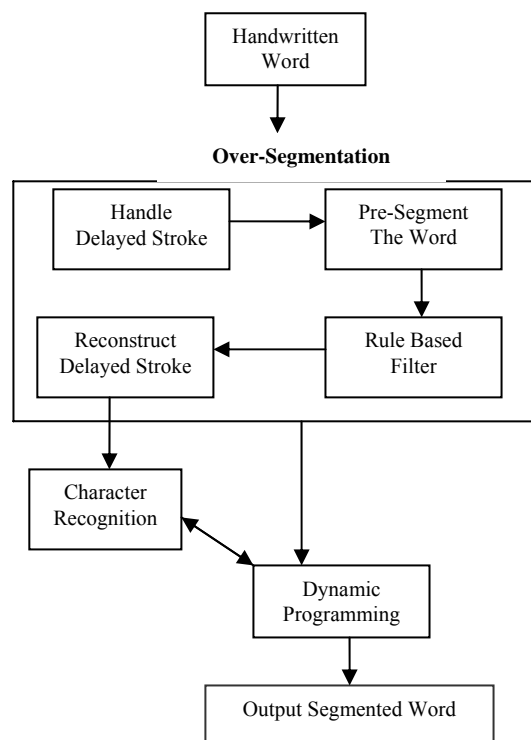 Handwritten
Word
Over-Segmentation
Handle
Delayed Stroke
Pre-Segment
The Word
Reconstruct
Delayed Stroke
Rule Based
Filter
Character
Recognition
Dynamic
Programming
Output Segmented Word